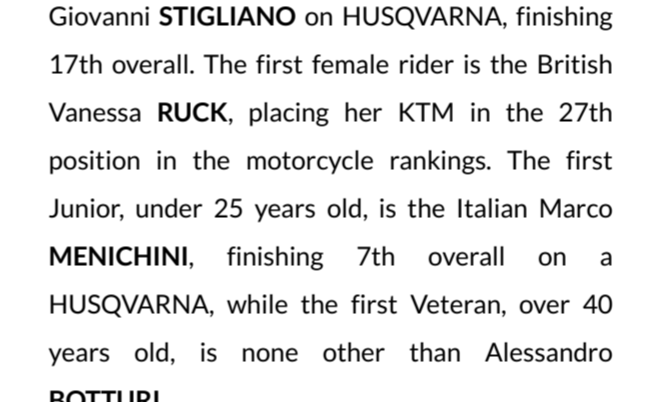 Giovanni STIGLIANO on HUSQVARNA, finishing
17th overall. The first female rider is the British
Vanessa RUCK, placing her KTM in the 27th
position in the motorcycle rankings. The first
Junior, under 25 years old, is the Italian Marco
MENICHINI, finishing 7th overall on a
HUSQVARNA, while the first Veteran, over 40
years old, is none other than Alessandro
BOTTURI